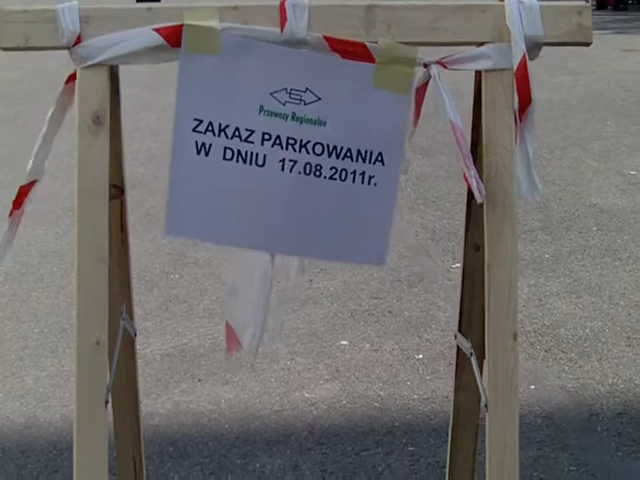 Przewozy Regionalne
ZAKAZ PARKOWANIA
W DNIU 17.08.2011r.